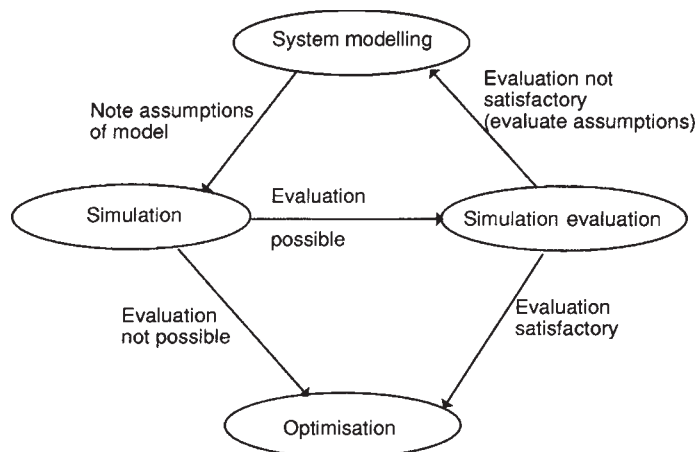 System modelling
Evaluation not
satisfactory
(evaluate assumptions)
Note assumptions
of model
Simulation
Evaluation
possible
Simulation evaluation
Evaluation
not possible
Evaluation
satisfactory
Optimisation